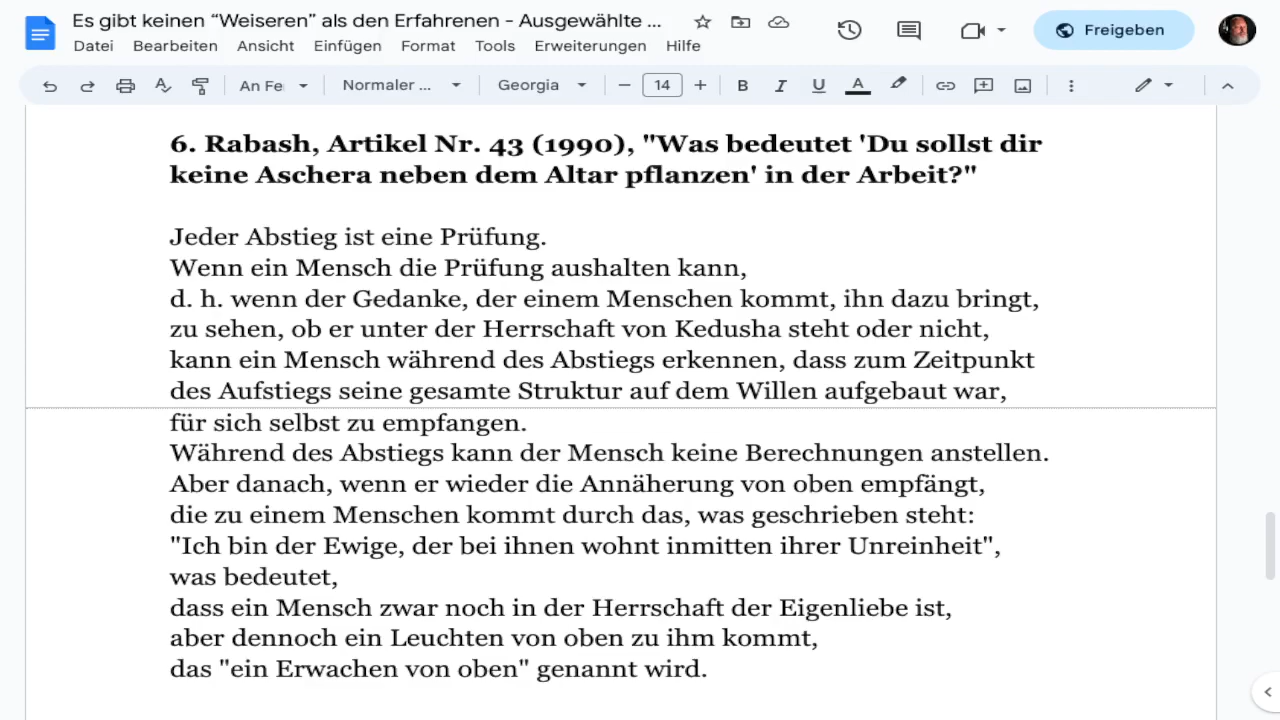 Es gibt keinen “Weiseren” als den Erfahrenen - Ausgewählte ...
Datei Bearbeiten Ansicht Einfügen Format Tools Erweiterungen Hilfe
Freigeben
An Fe Normaler ... Georgia − 14 + B I U A
6. Rabash, Artikel Nr. 43 (1990), "Was bedeutet 'Du sollst dir
keine Aschera neben dem Altar pflanzen' in der Arbeit?"
Jeder Abstieg ist eine Prüfung.
Wenn ein Mensch die Prüfung aushalten kann,
d. h. wenn der Gedanke, der einem Menschen kommt, ihn dazu bringt,
zu sehen, ob er unter der Herrschaft von Kedusha steht oder nicht,
kann ein Mensch während des Abstiegs erkennen, dass zum Zeitpunkt
des Aufstiegs seine gesamte Struktur auf dem Willen aufgebaut war,
für sich selbst zu empfangen.
Während des Abstiegs kann der Mensch keine Berechnungen anstellen.
Aber danach, wenn er wieder die Annäherung von oben empfängt,
die zu einem Menschen kommt durch das, was geschrieben steht:
"Ich bin der Ewige, der bei ihnen wohnt inmitten ihrer Unreinheit",
was bedeutet,
dass ein Mensch zwar noch in der Herrschaft der Eigenliebe ist,
aber dennoch ein Leuchten von oben zu ihm kommt,
das "ein Erwachen von oben" genannt wird.